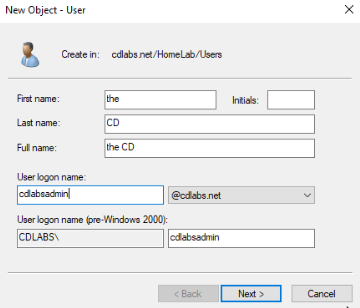 New Object - User
Create in: cdlabs.net/HomeLab/Users
First name: the Initials:
Last name: CD
Full name: the CD
User logon name:
cdlabsadmin @cdlabs.net
User logon name (pre-Windows 2000):
CDLABS\ cdlabsadmin
< Back Next > Cancel